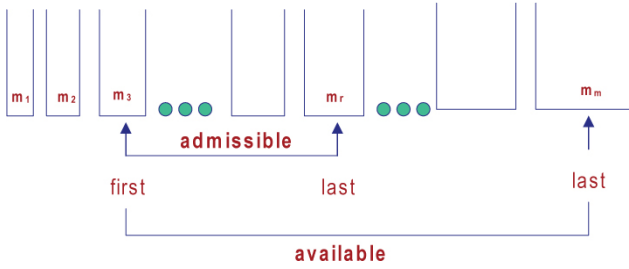 m1 m2 m3 mr mm
admissible
first last last
available